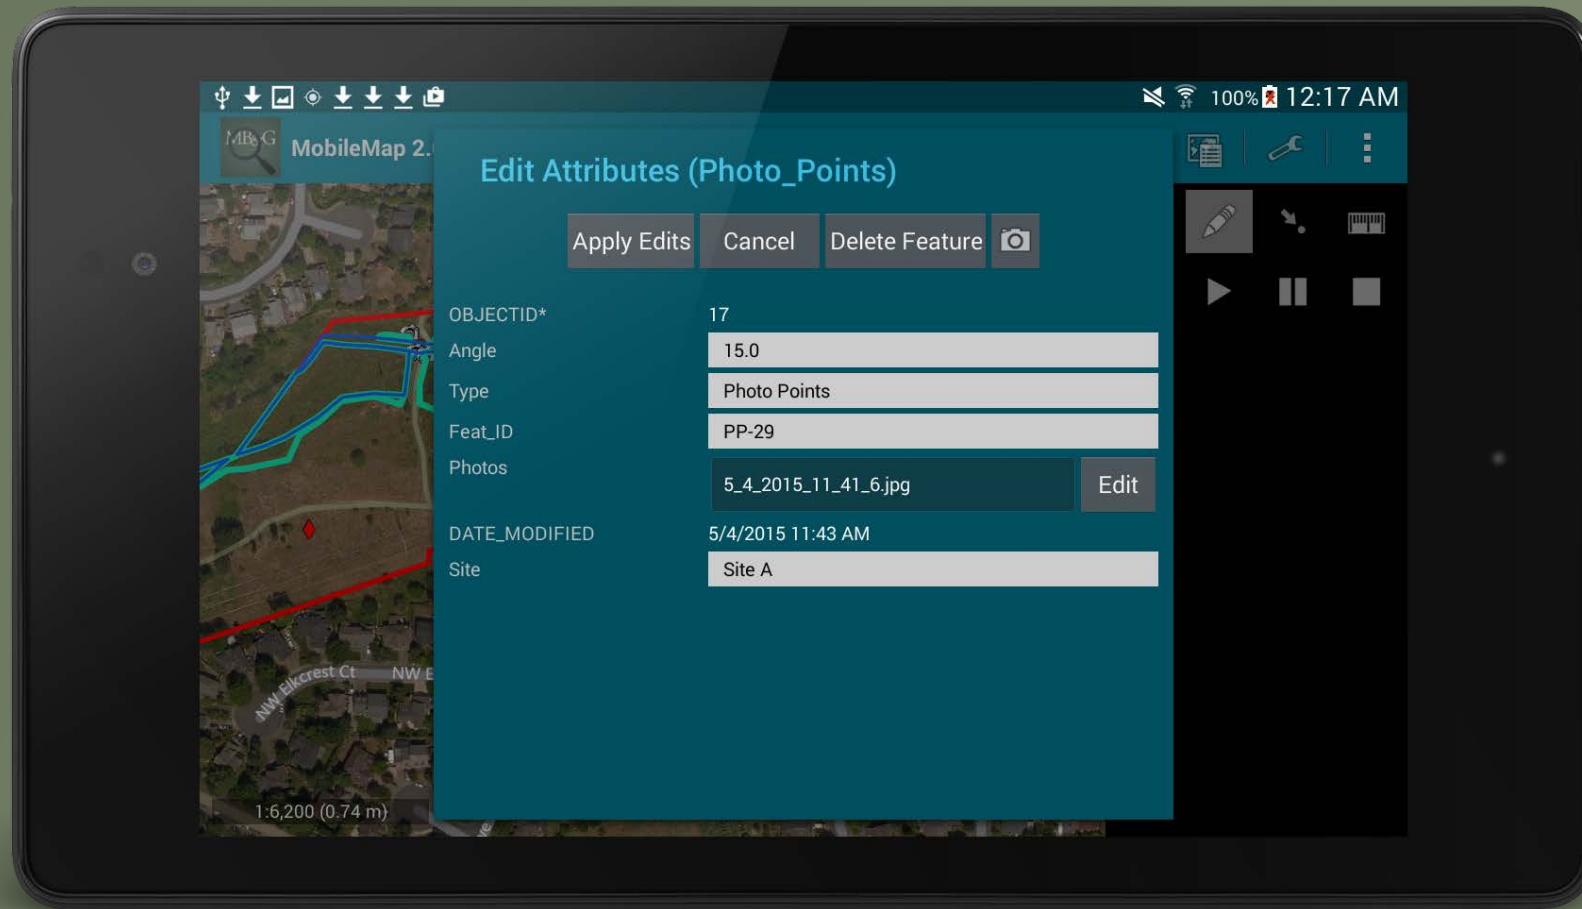 100% 12:17 AM
MB&G MobileMap 2.
Edit Attributes (Photo_Points)
Apply Edits Cancel Delete Feature
OBJECTID* 17
Angle 15.0
Type Photo Points
Feat_ID PP-29
Photos 5_4_2015_11_41_6.jpg Edit
DATE_MODIFIED 5/4/2015 11:43 AM
Site Site A
NW Elkcrest Ct NW E
1:6,200 (0.74 m)